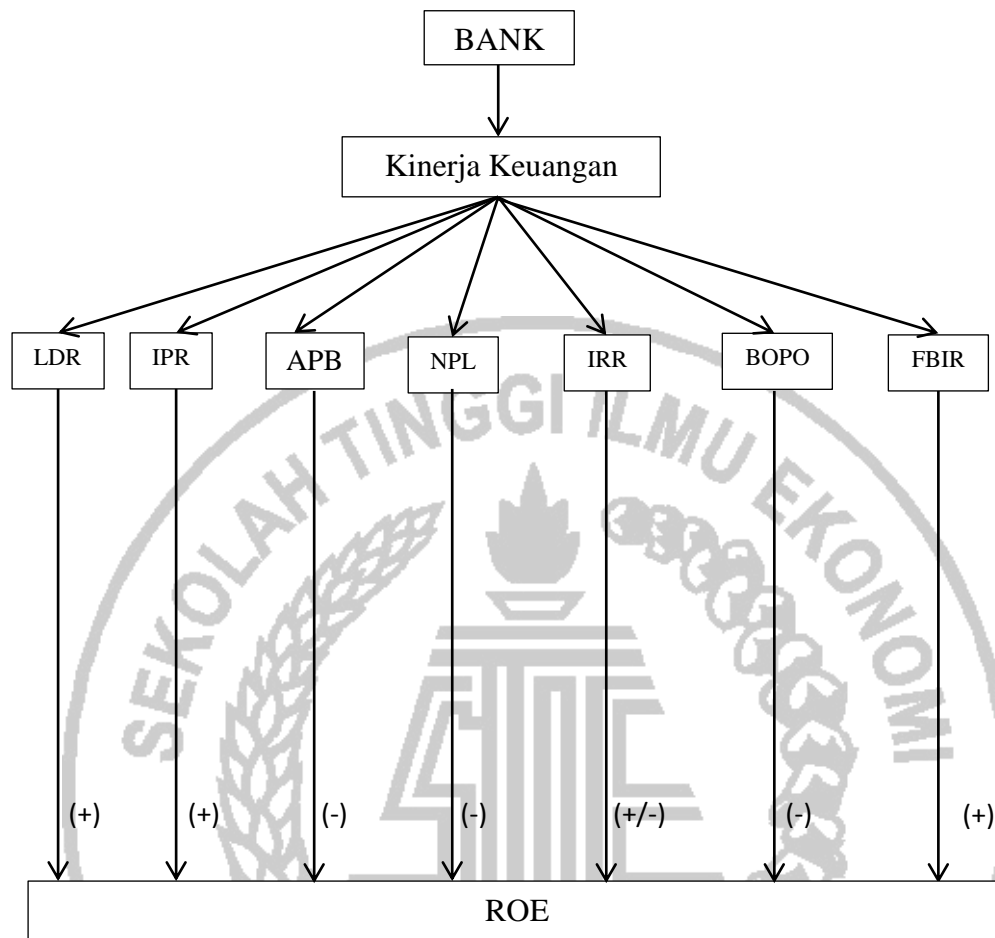 BANK
Kinerja Keuangan
LDR IPR APB NPL IRR BOPO FBIR
SEKOLAH TINGGI ILMU EKONOMI
(+) (+) (-) (-) (+/-) (-) (+)
ROE